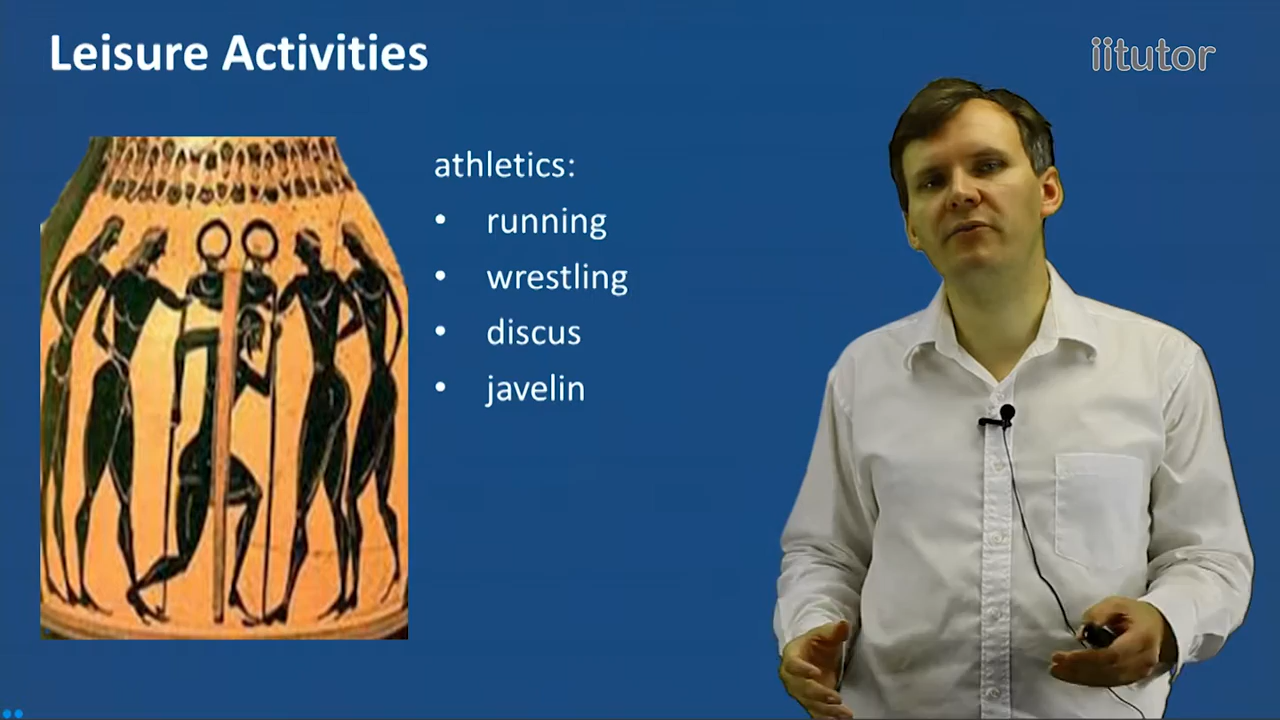 Leisure Activities
iitutor
athletics:
• running
• wrestling
• discus
• javelin